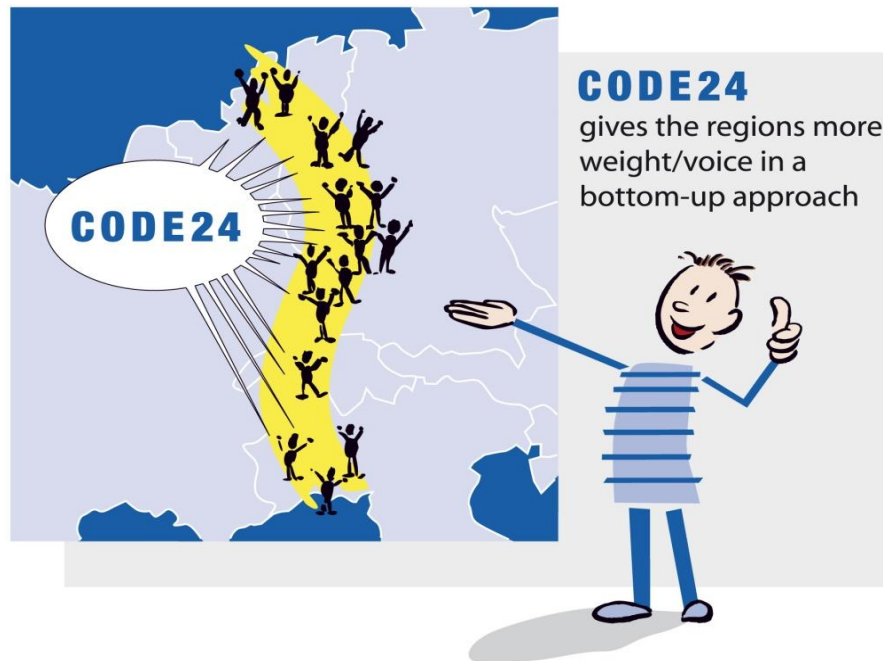 CODE24
CODE24
gives the regions more
weight/voice in a
bottom-up approach